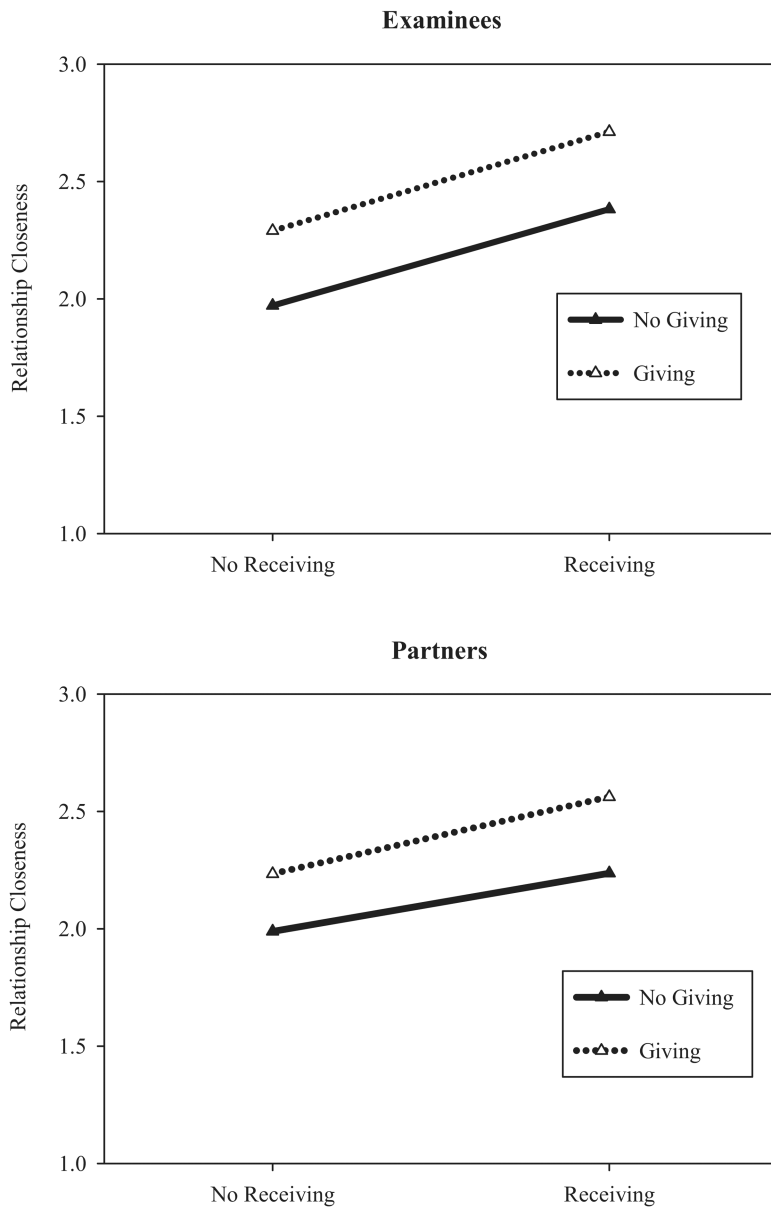 Examinees
3.0
2.5
2.0
1.5
1.0
Relationship Closeness
No Receiving
Receiving
No Giving
Giving
Partners
3.0
2.5
2.0
1.5
1.0
Relationship Closeness
No Receiving
Receiving
No Giving
Giving